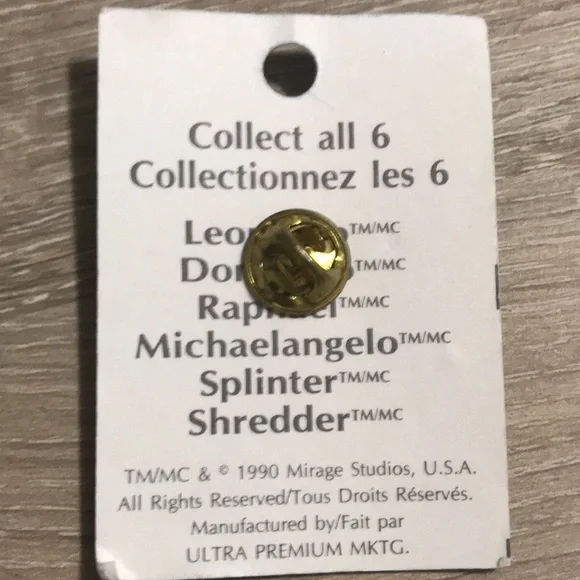 Collect all 6
Collectionnez les 6
TM/MC
TM/MC
TM/MC
Michaelangelo™/MC
Splinter™/MC
Shredder™/MC
TM/MC & © 1990 Mirage Studios, U.S.A.
All Rights Reserved/Tous Droits Réservés.
Manufactured by/Fait par
ULTRA PREMIUM MKTG.